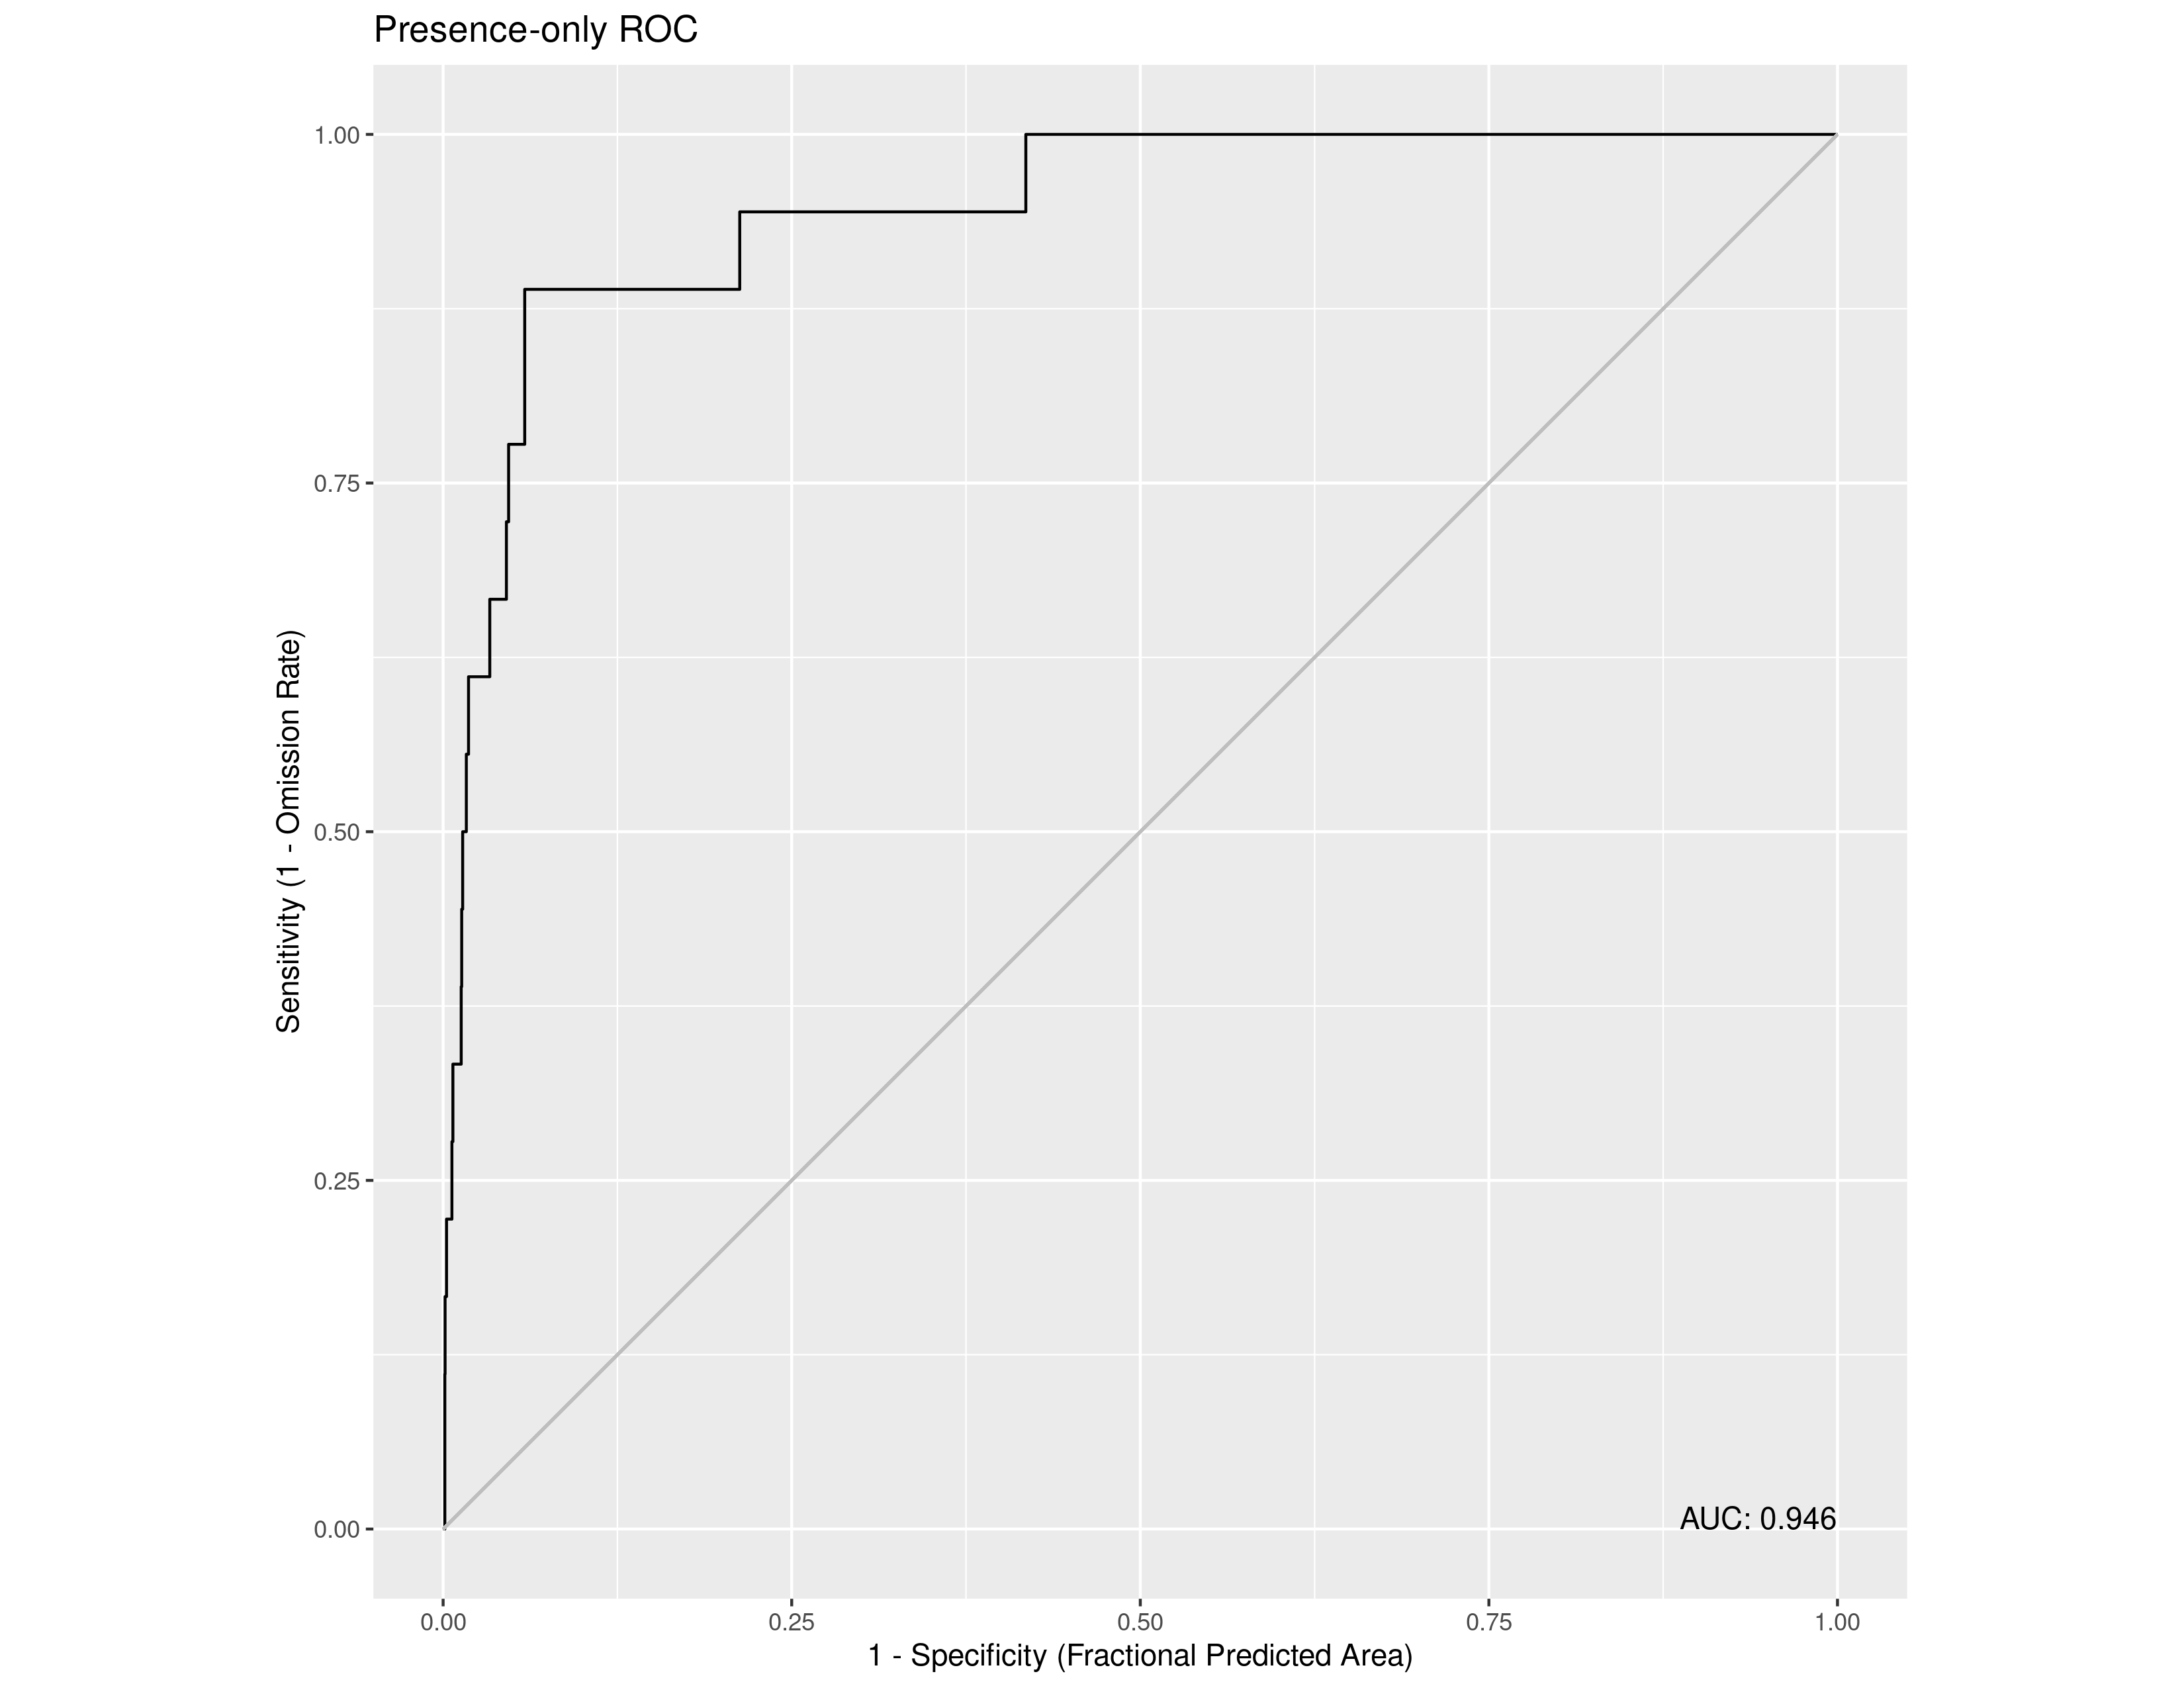 Presence-only ROC
Sensitivity (1 - Omission Rate)
1.00
0.75
0.50
0.25
0.00
AUC: 0.946
0.00 0.25 0.50 0.75 1.00
1 - Specificity (Fractional Predicted Area)